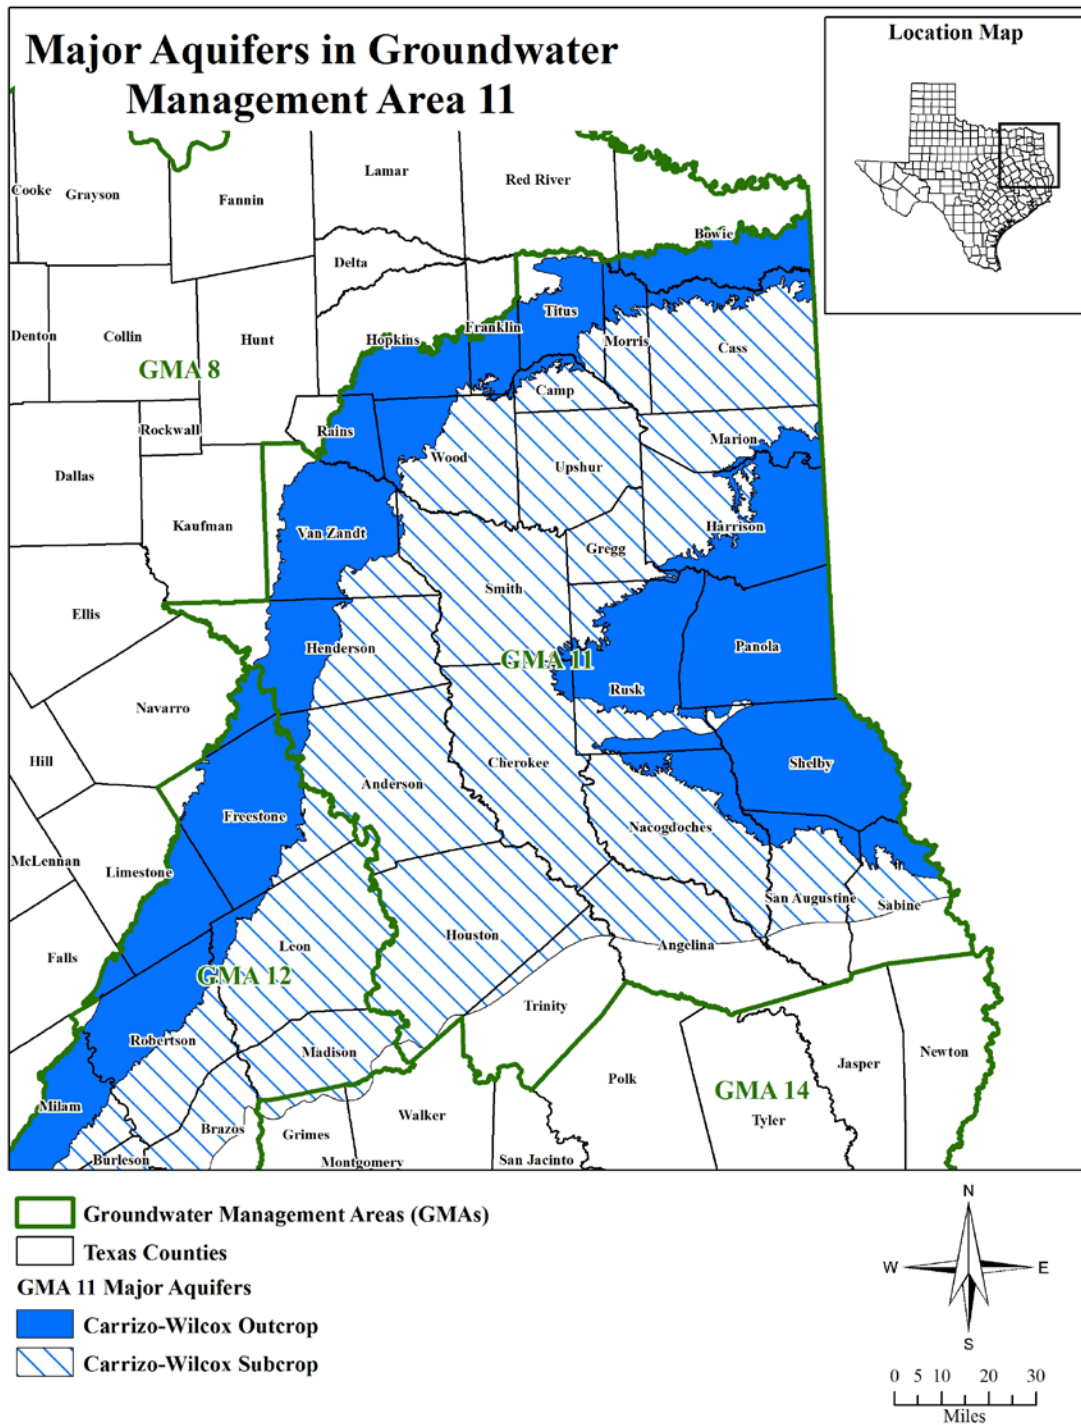 Major Aquifers in Groundwater
Management Area 11
Location Map
Lamar
Red River
Cooke
Grayson
Fannin
Bowie
Delta
Titus
Franklin
Denton
Collin
Hunt
Hopkins
Morris
Cass
GMA 8
Camp
Rockwall
Rains
Marion
Wood
Dallas
Upshur
Kaufman
Van Zandt
Harrison
Gregg
Ellis
Smith
Henderson
Panola
GMA 11
Rusk
Navarro
Hill
Cherokee
Shelby
Anderson
Freestone
Nacogdoches
McLennan
Limestone
San Augustine
Sabine
Houston
Leon
Angelina
Falls
GMA 12
Trinity
Robertson
Madison
Jasper
Newton
Polk
GMA 14
Milam
Walker
Tyler
Brazos
Grimes
Burleson
Montgomery
San Jacinto
Groundwater Management Areas (GMAs)
Texas Counties
GMA 11 Major Aquifers
Carrizo-Wilcox Outcrop
Carrizo-Wilcox Subcrop
N
W
E
S
0 5 10 20 30
Miles